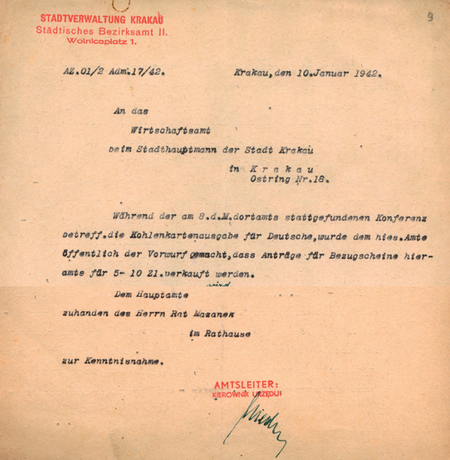 9
STADTVERWALTUNG KRAKAU
Städtisches Bezirksamt II.
Wolnicaplatz 1.
AZ.01/2 Adm.17/42. Krakau, den 10.Januar 1942.
An das
Wirtschaftsamt
beim Stadthauptmann der Stadt Krakau
in K r a k a u
Ostring Nr.18.
Während der am 8.d.M.dortamts stattgefundenen Konferenz
betreff.die Kohlenkartenausgabe für Deutsche,wurde dem hies.Amte
öffentlich der Vorwurf gemacht,dass Anträge für Bezugscheine hier-
amts für 5- 10 Zl.verkauft werden.
Dem Hauptamte
zuhanden des Herrn Rat Mazanek
im Rathause
zur Kenntnisnahme.
AMTSLEITER:
KIEROWNIK URZĘDU: